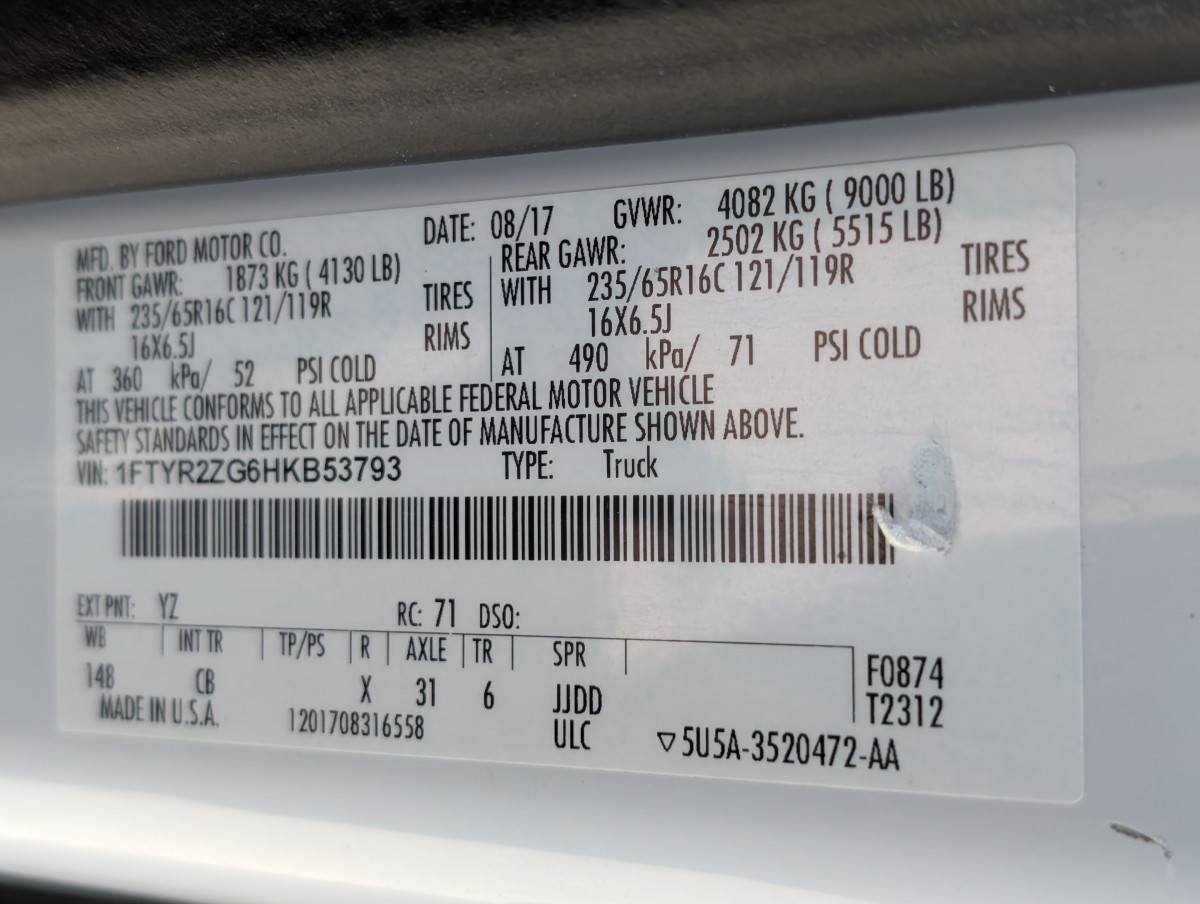 MFD. BY FORD MOTOR CO. DATE: 08/17 GVWR: 4082 KG ( 9000 LB)
FRONT GAWR: 1873 KG ( 4130 LB) REAR GAWR: 2502 KG ( 5515 LB)
WITH 235/65R16C 121/119R TIRES WITH 235/65R16C 121/119R TIRES
16X6.5J RIMS 16X6.5J RIMS
AT 360 kPa/ 52 PSI COLD AT 490 kPa/ 71 PSI COLD
THIS VEHICLE CONFORMS TO ALL APPLICABLE FEDERAL MOTOR VEHICLE
SAFETY STANDARDS IN EFFECT ON THE DATE OF MANUFACTURE SHOWN ABOVE.
VIN: 1FTYR2ZG6HKB53793 TYPE: Truck
EXT PNT: YZ RC: 71 DSO:
WB INT TR TP/PS R AXLE TR SPR
148 CB X 31 6 JJDD F0874
MADE IN U.S.A. 1201708316558 ULC T2312
▽5U5A-3520472-AA